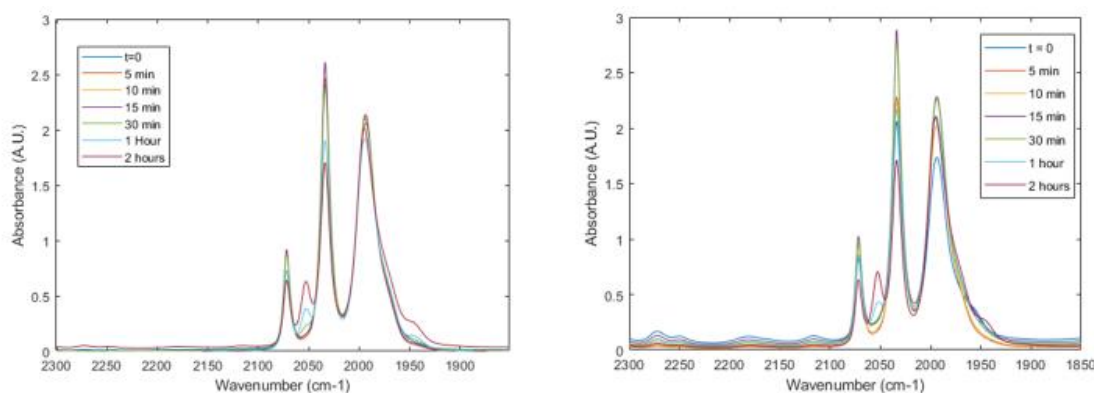 3
2.5
2
1.5
1
0.5
0
Absorbance (A.U.)
t=0
5 min
10 min
15 min
30 min
1 Hour
2 hours
2300 2250 2200 2150 2100 2050 2000 1950 1900
Wavenumber (cm-1)
3
2.5
2
1.5
1
0.5
0
Absorbance (A.U.)
t = 0
5 min
10 min
15 min
30 min
1 hour
2 hours
2300 2250 2200 2150 2100 2050 2000 1950 1900 1850
Wavenumber (cm-1)